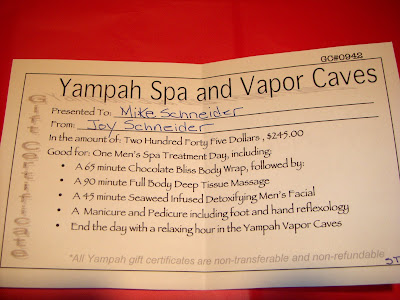 GC#0942
Yampah Spa and Vapor Caves
Gift Certificate
Presented To: Mike Schneider
From: Joy Schneider
In the amount of: Two Hundred Forty Five Dollars , $245.00
Good for: One Men's Spa Treatment Day, including:
• A 65 minute Chocolate Bliss Body Wrap, followed by:
• A 90 minute Full Body Deep Tissue Massage
• A 45 minute Seaweed Infused Detoxifying Men's Facial
• A Manicure and Pedicure including foot and hand reflexology
• End the day with a relaxing hour in the Yampah Vapor Caves
*All Yampah gift certificates are non-transferable and non-refundable